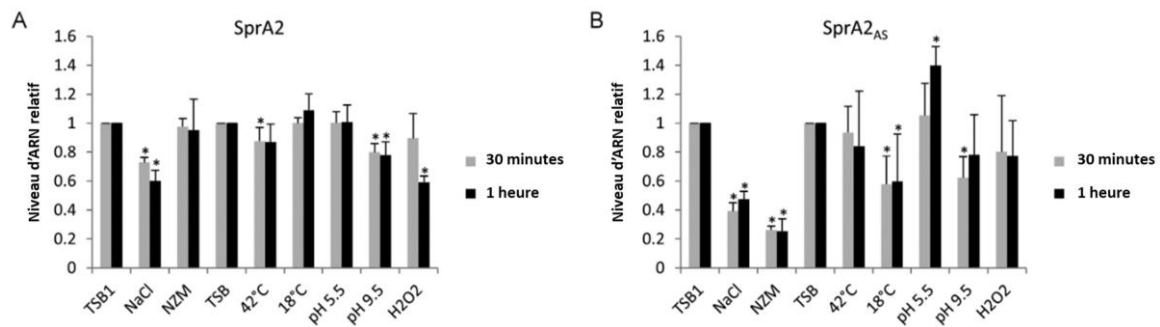 A
SprA2
Niveau d'ARN relatif
1.6
1.4
1.2
1
0.8
0.6
0.4
0.2
0
* * * * * *
TSB1
NaCl
NZM
TSB
42°C
18°C
pH 5.5
pH 9.5
H2O2
30 minutes
1 heure
B
SprA2AS
Niveau d'ARN relatif
1.6
1.4
1.2
1
0.8
0.6
0.4
0.2
0
* * * * * * * *
TSB1
NaCl
NZM
TSB
42°C
18°C
pH 5.5
pH 9.5
H2O2
30 minutes
1 heure